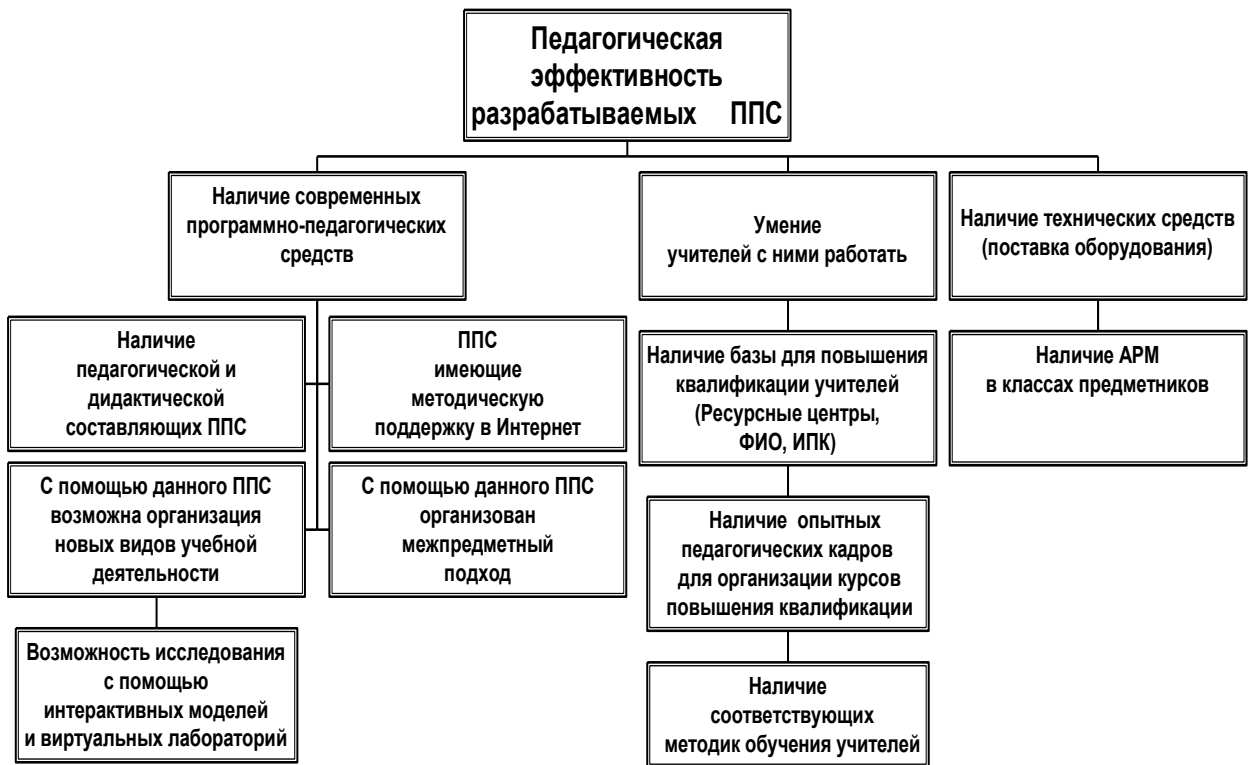 Педагогическая
эффективность
разрабатываемых ППС
Наличие современных
программно-педагогических
средств
Умение
учителей с ними работать
Наличие технических средств
(поставка оборудования)
Наличие
педагогической и
дидактической
составляющих ППС
ППС
имеющие
методическую
поддержку в Интернет
Наличие базы для повышения
квалификации учителей
(Ресурсные центры,
ФИО, ИПК)
Наличие АРМ
в классах предметников
С помощью данного ППС
возможна организация
новых видов учебной
деятельности
С помощью данного ППС
организован
межпредметный
подход
Наличие опытных
педагогических кадров
для организации курсов
повышения квалификации
Возможность исследования
с помощью
интерактивных моделей
и виртуальных лабораторий
Наличие
соответствующих
методик обучения учителей